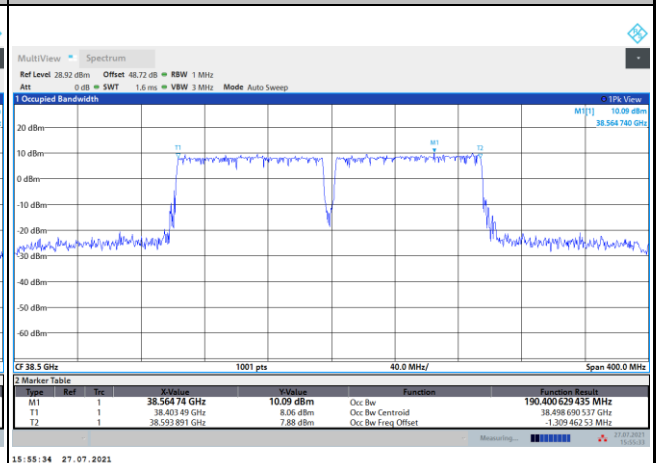 MultiView Spectrum
Ref Level 28.92 dBm Offset 48.72 dB RBW 1 MHz
Att 0 dB SWT 1.6 ms VBW 3 MHz Mode Auto Sweep
1 Occupied Bandwidth 1Pk View
M1[1] 10.09 dBm
38.564 740 GHz
20 dBm
T1 M1 T2
10 dBm
0 dBm
-10 dBm
-20 dBm
-30 dBm
-40 dBm
-50 dBm
-60 dBm
CF 38.5 GHz 1001 pts 40.0 MHz/ Span 400.0 MHz
2 Marker Table
Type Ref Trc X-Value Y-Value Function Function Result
M1 1 38.564 74 GHz 10.09 dBm Occ Bw 190.400 629 435 MHz
T1 1 38.403 49 GHz 8.06 dBm Occ Bw Centroid 38.498 690 537 GHz
T2 1 38.593 891 GHz 7.88 dBm Occ Bw Freq Offset -1.309 462 53 MHz
Measuring... 27.07.2021
15:55:33
15:55:34 27.07.2021